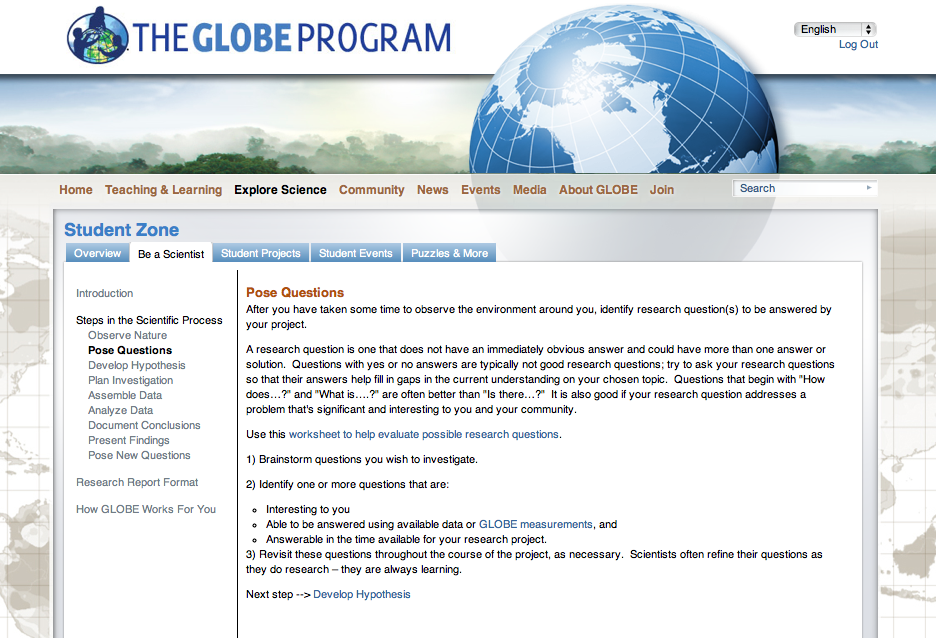 THE GLOBE PROGRAM
English
Log Out
Home Teaching & Learning Explore Science Community News Events Media About GLOBE Join
Search
Student Zone
Overview Be a Scientist Student Projects Student Events Puzzles & More
Introduction
Steps in the Scientific Process
Observe Nature
Pose Questions
Develop Hypothesis
Plan Investigation
Assemble Data
Analyze Data
Document Conclusions
Present Findings
Pose New Questions
Research Report Format
How GLOBE Works For You
Pose Questions
After you have taken some time to observe the environment around you, identify research question(s) to be answered by
your project.
A research question is one that does not have an immediately obvious answer and could have more than one answer or
solution.  Questions with yes or no answers are typically not good research questions; try to ask your research questions
so that their answers help fill in gaps in the current understanding on your chosen topic.  Questions that begin with "How
does…?" and "What is….?" are often better than "Is there…?"  It is also good if your research question addresses a
problem that's significant and interesting to you and your community.
Use this worksheet to help evaluate possible research questions.
1) Brainstorm questions you wish to investigate.
2) Identify one or more questions that are:
Interesting to you
Able to be answered using available data or GLOBE measurements, and
Answerable in the time available for your research project.
3) Revisit these questions throughout the course of the project, as necessary.  Scientists often refine their questions as
they do research – they are always learning.
Next step --> Develop Hypothesis